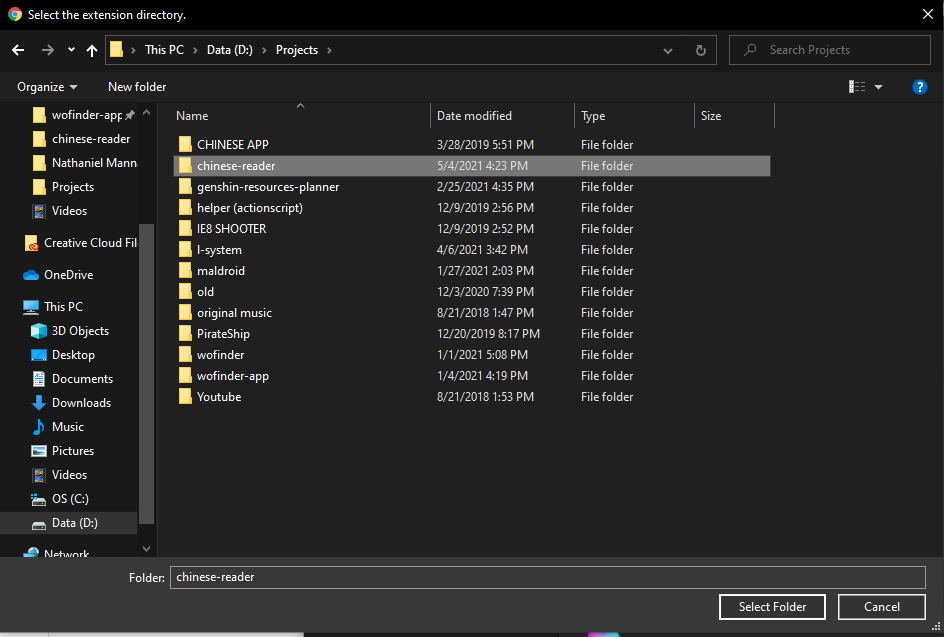 Select the extension directory.
This PC > Data (D:) > Projects >
Search Projects
Organize
New folder
?
wofinder-app
chinese-reader
Nathaniel Mann
Projects
Videos
Creative Cloud Fil
OneDrive
This PC
3D Objects
Desktop
Documents
Downloads
Music
Pictures
Videos
OS (C:)
Data (D:)
Network
Name Date modified Type Size
CHINESE APP 3/28/2019 5:51 PM File folder
chinese-reader 5/4/2021 4:23 PM File folder
genshin-resources-planner 2/25/2021 4:35 PM File folder
helper (actionscript) 12/9/2019 2:56 PM File folder
IE8 SHOOTER 12/9/2019 2:52 PM File folder
l-system 4/6/2021 3:42 PM File folder
maldroid 1/27/2021 2:03 PM File folder
old 12/3/2020 7:39 PM File folder
original music 8/21/2018 1:47 PM File folder
PirateShip 12/20/2019 8:17 PM File folder
wofinder 1/1/2021 5:08 PM File folder
wofinder-app 1/4/2021 4:19 PM File folder
Youtube 8/21/2018 1:53 PM File folder
Folder: chinese-reader
Select Folder
Cancel